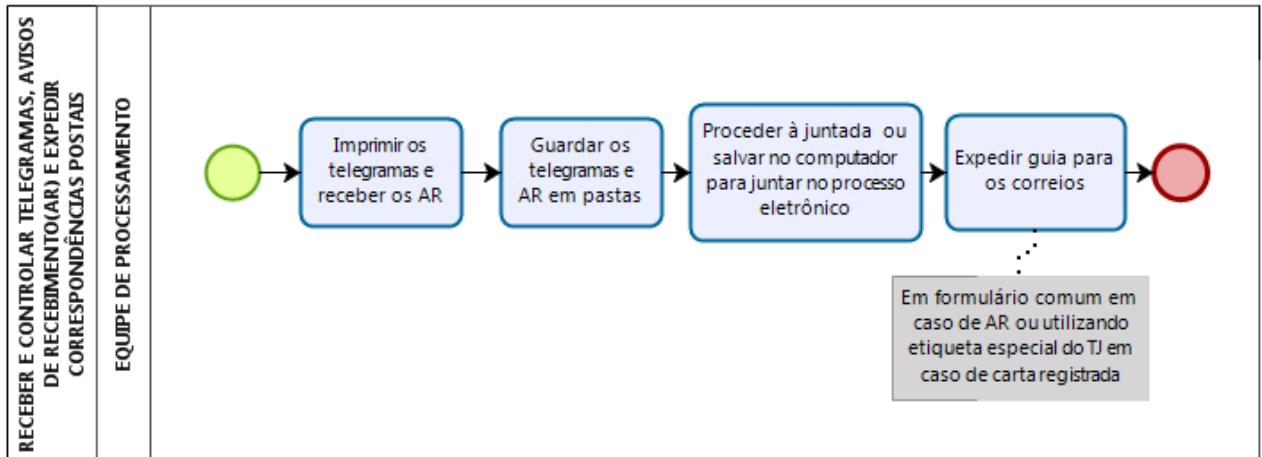 RECEBER E CONTROLAR TELEGRAMAS, AVISOS
DE RECEBIMENTO(AR) E EXPEDIR
CORRESPONDÊNCIAS POSTAIS
EQUIPE DE PROCESSAMENTO
Imprimir os
telegramas e
receber os AR
Guardar os
telegramas e
AR em pastas
Proceder à juntada ou
salvar no computador
para juntar no processo
eletrônico
Expedir guia para
os correios
Em formulário comum em
caso de AR ou utilizando
etiqueta especial do TJ em
caso de carta registrada